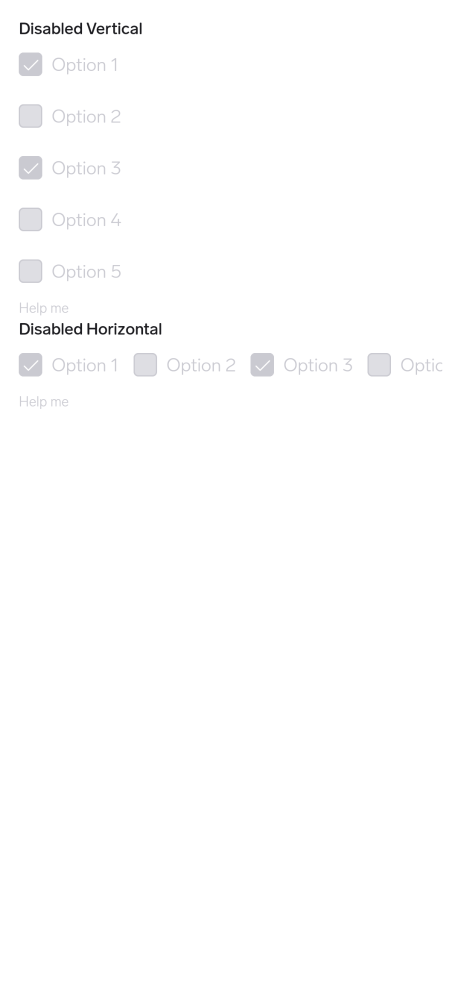 Disabled Vertical
Option 1
Option 2
Option 3
Option 4
Option 5
Help me
Disabled Horizontal
Option 1 Option 2 Option 3 Optic
Help me